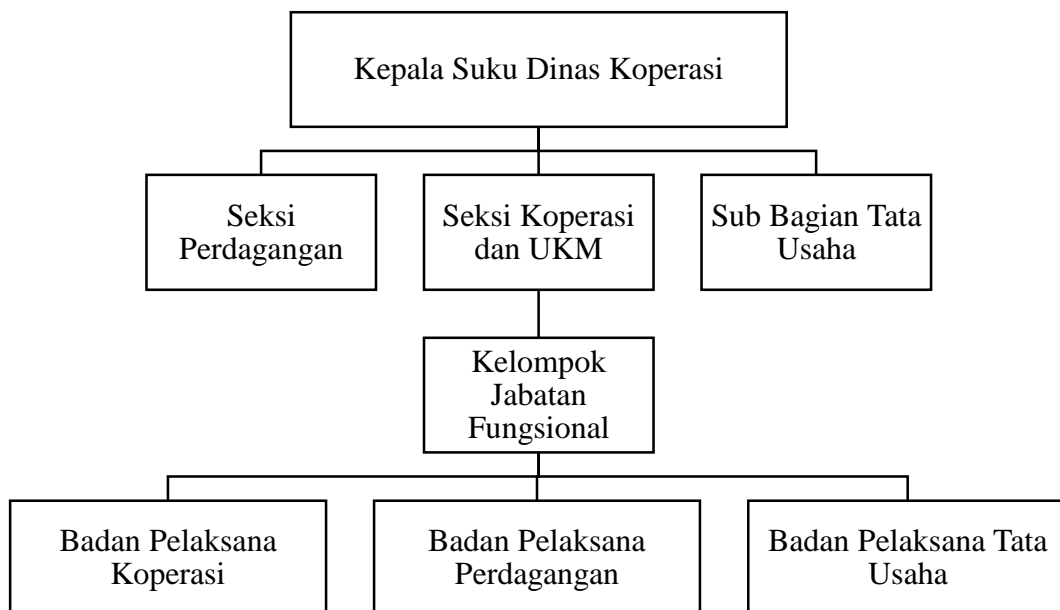 Kepala Suku Dinas Koperasi
Seksi
Perdagangan
Seksi Koperasi
dan UKM
Sub Bagian Tata
Usaha
Kelompok
Jabatan
Fungsional
Badan Pelaksana
Koperasi
Badan Pelaksana
Perdagangan
Badan Pelaksana Tata
Usaha